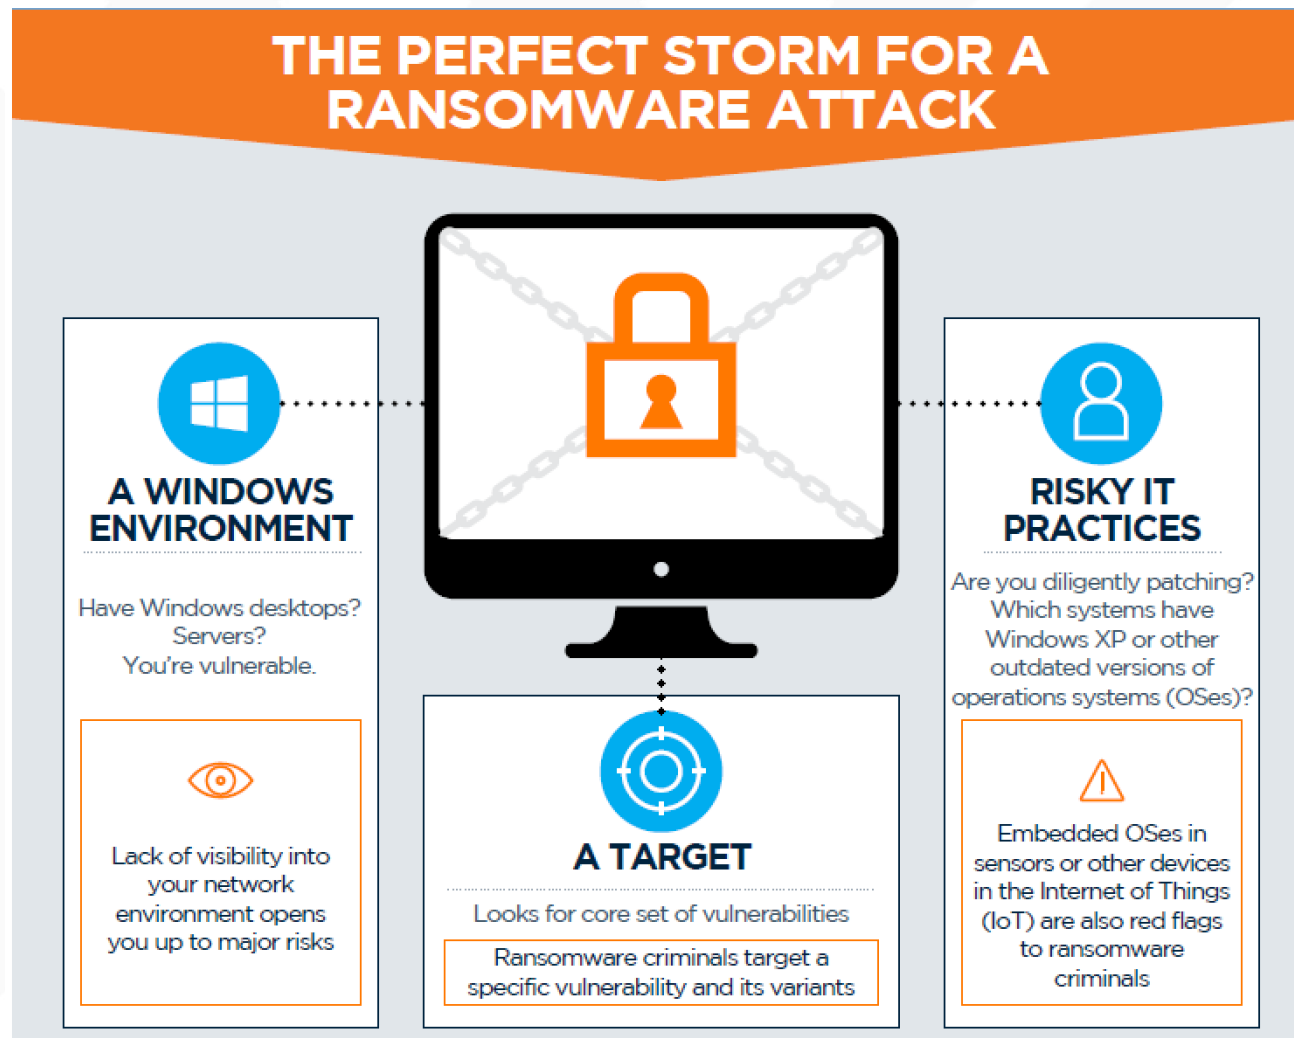 THE PERFECT STORM FOR A
RANSOMWARE ATTACK
A WINDOWS
ENVIRONMENT
Have Windows desktops?
Servers?
You're vulnerable.
Lack of visibility into
your network
environment opens
you up to major risks
A TARGET
Looks for core set of vulnerabilities
Ransomware criminals target a
specific vulnerability and its variants
RISKY IT
PRACTICES
Are you diligently patching?
Which systems have
Windows XP or other
outdated versions of
operations systems (OSes)?
Embedded OSes in
sensors or other devices
in the Internet of Things
(IoT) are also red flags
to ransomware
criminals